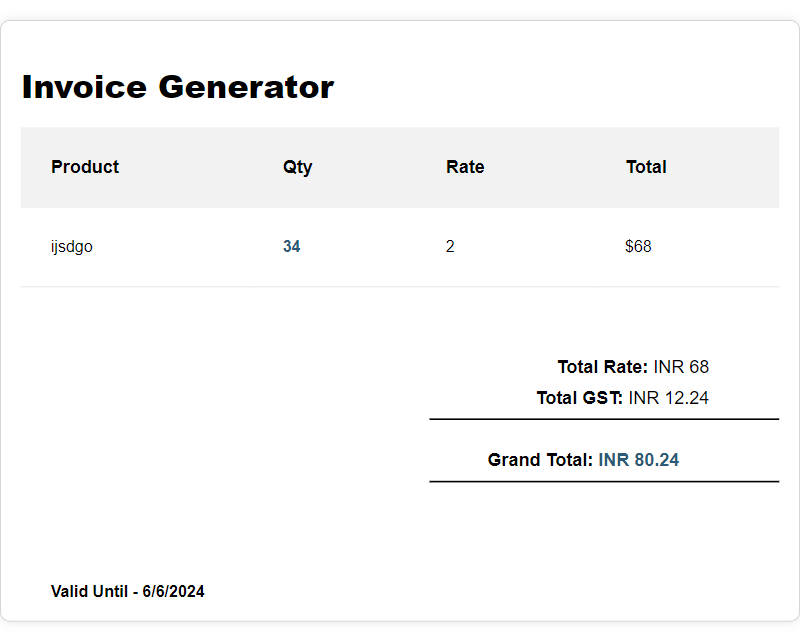 Invoice Generator
Product Qty Rate Total
ijsdgo 34 2 $68
Total Rate: INR 68
Total GST: INR 12.24
Grand Total: INR 80.24
Valid Until - 6/6/2024